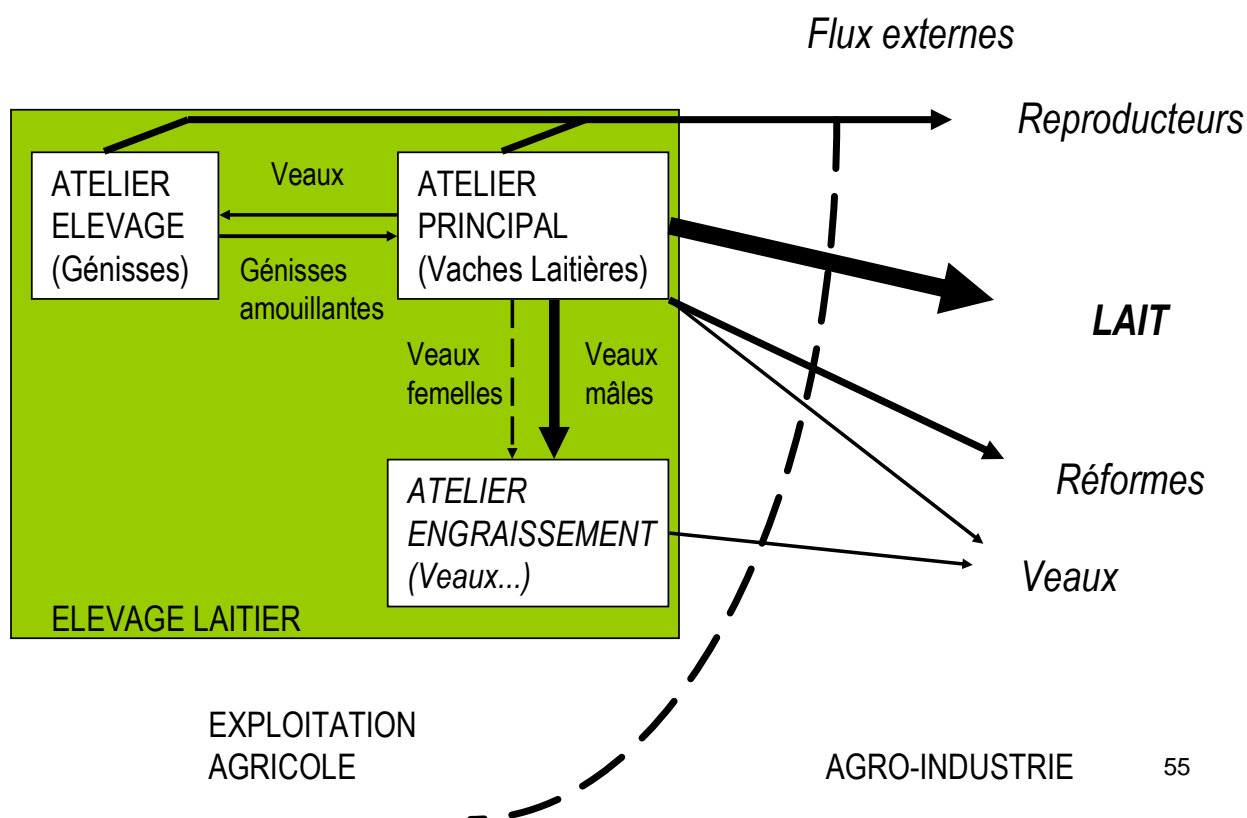 Flux externes
Reproducteurs
ATELIER
ELEVAGE
(Génisses)
Veaux
Génisses
amouillantes
ATELIER
PRINCIPAL
(Vaches Laitières)
LAIT
Veaux
femelles
Veaux
mâles
Réformes
ATELIER
ENGRAISSEMENT
(Veaux...)
Veaux
ELEVAGE LAITIER
EXPLOITATION
AGRICOLE
AGRO-INDUSTRIE
55